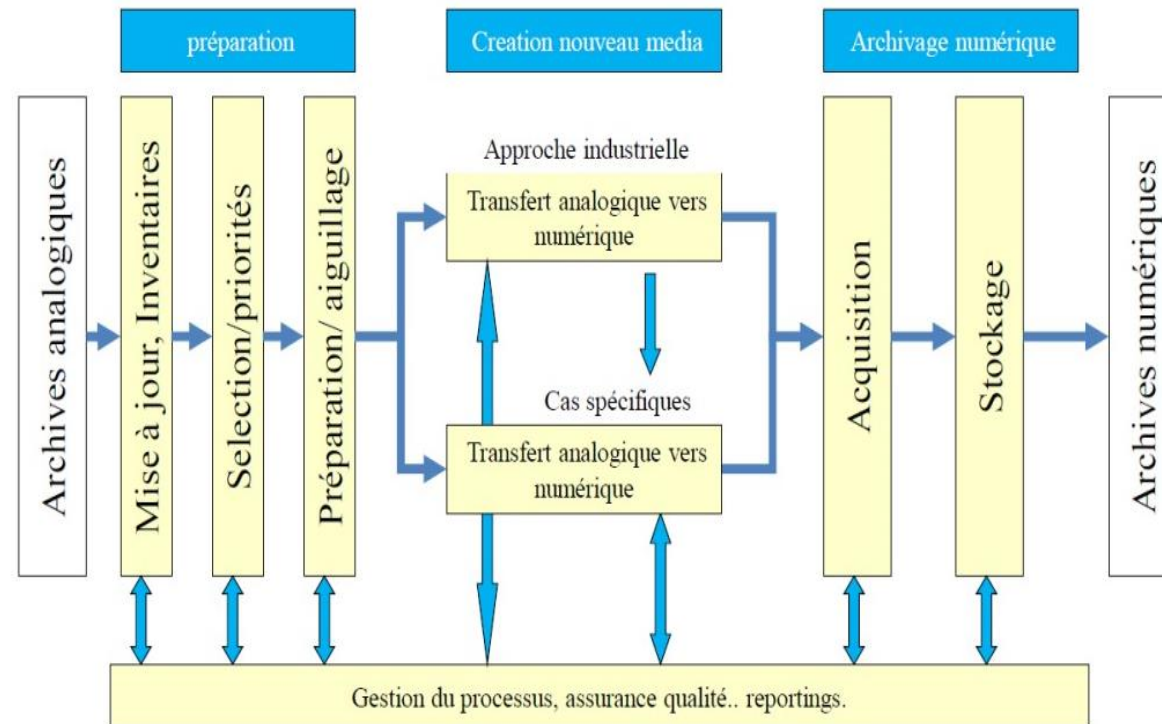 préparation
Creation nouveau media
Archivage numérique
Archives analogiques
Mise à jour, Inventaires
Selection/priorités
Préparation/ aiguillage
Approche industrielle
Transfert analogique vers
numérique
Cas spécifiques
Transfert analogique vers
numérique
Acquisition
Stockage
Archives numériques
Gestion du processus, assurance qualité.. reportings.